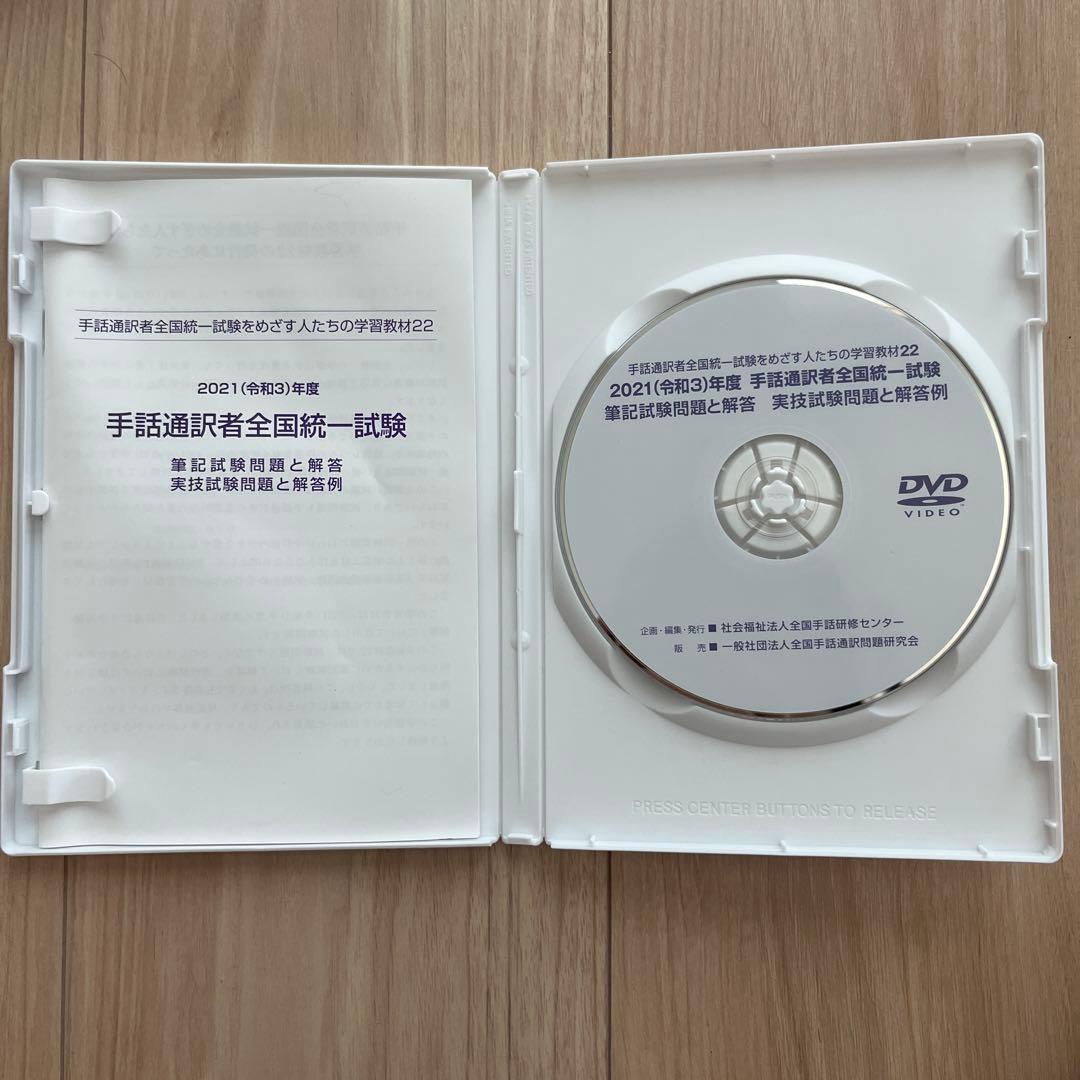 手話通訳者全国統一試験をめざす人たちの学習教材22
2021(令和3)年度
手話通訳者全国統一試験
筆記試験問題と解答
実技試験問題と解答例
手話通訳者全国統一試験をめざす人たちの学習教材22
2021(令和3)年度 手話通訳者全国統一試験
筆記試験問題と解答 実技試験問題と解答例
DVD
VIDEO
企画・編集・発行■社会福祉法人全国手話研修センター
販 売■一般社団法人全国手話通訳問題研究会
PRESS CENTER BUTTONS TO RELEASE